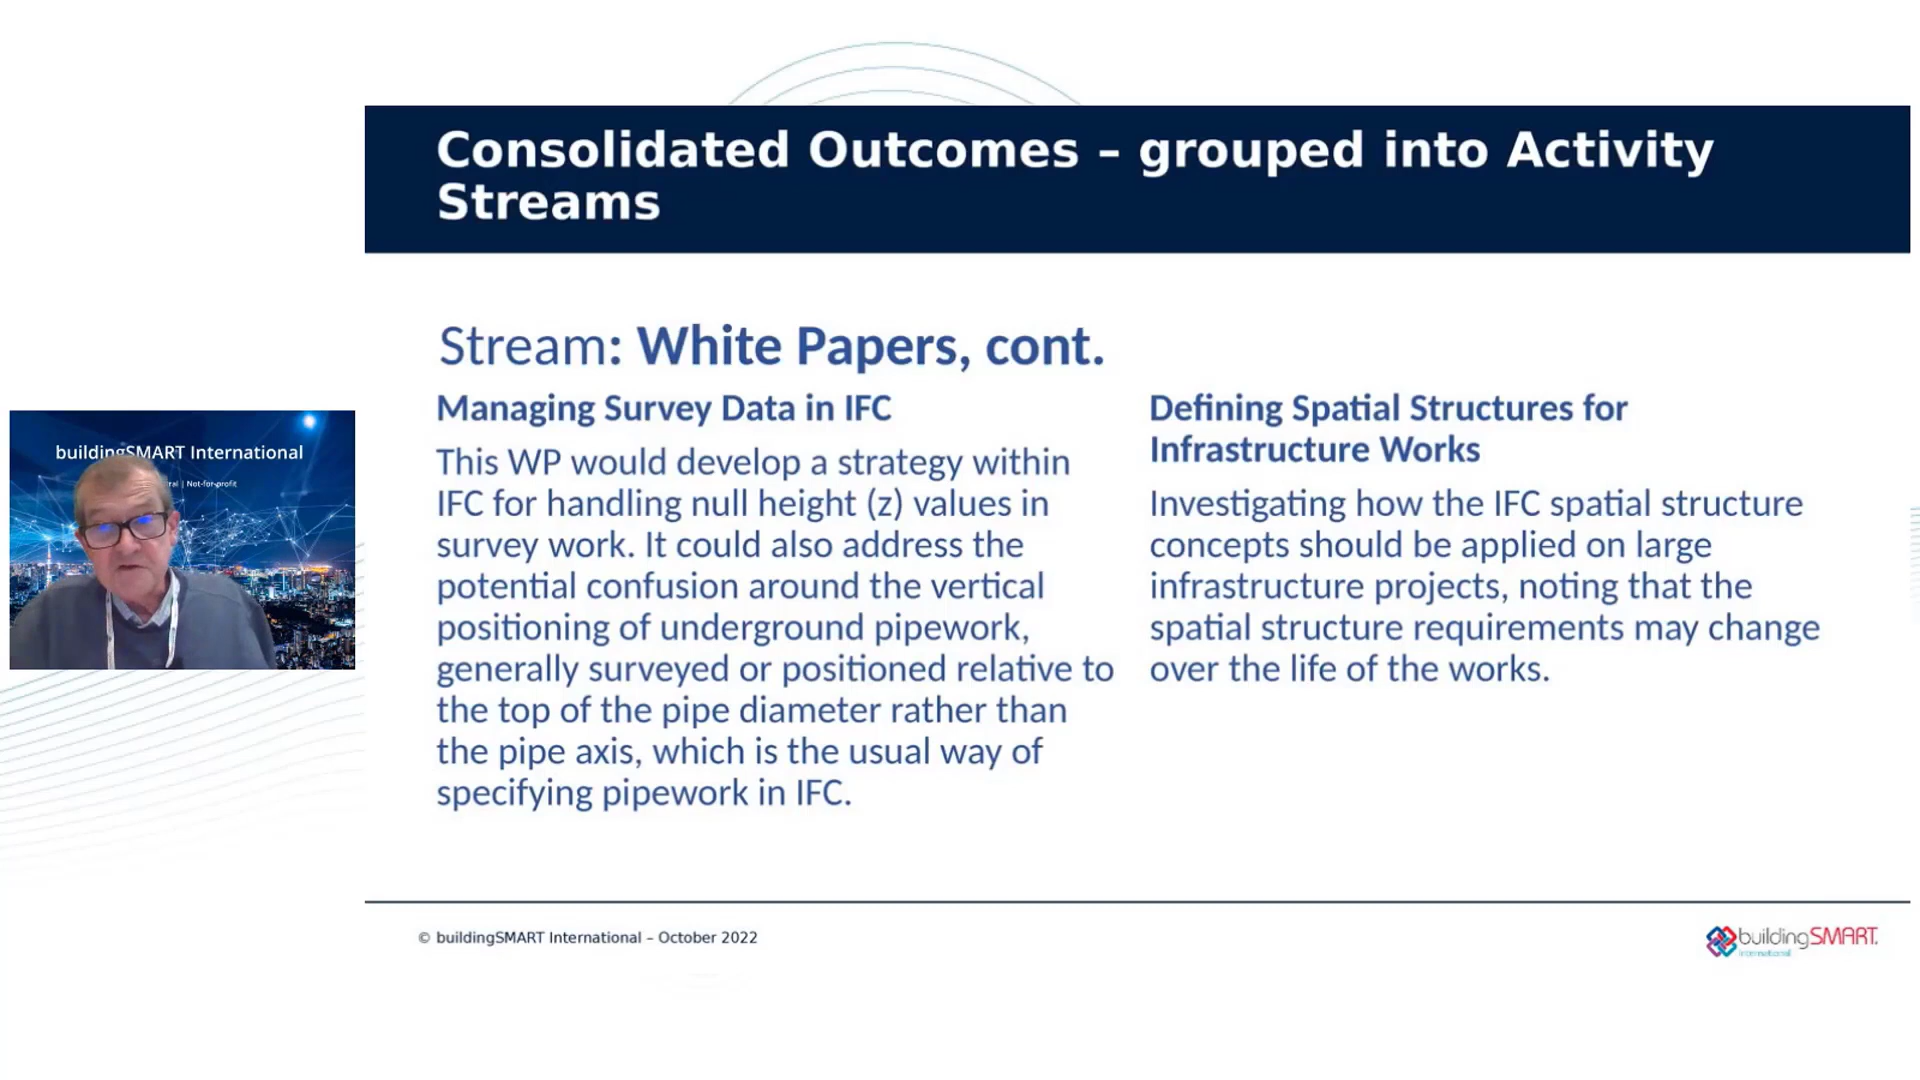 Consolidated Outcomes – grouped into Activity
Streams
Stream: White Papers, cont.
Managing Survey Data in IFC
This WP would develop a strategy within
IFC for handling null height (z) values in
survey work. It could also address the
potential confusion around the vertical
positioning of underground pipework,
generally surveyed or positioned relative to
the top of the pipe diameter rather than
the pipe axis, which is the usual way of
specifying pipework in IFC.
Defining Spatial Structures for
Infrastructure Works
Investigating how the IFC spatial structure
concepts should be applied on large
infrastructure projects, noting that the
spatial structure requirements may change
over the life of the works.
buildingSMART International
| Not-for-profit
© buildingSMART International – October 2022
buildingSMART.
International